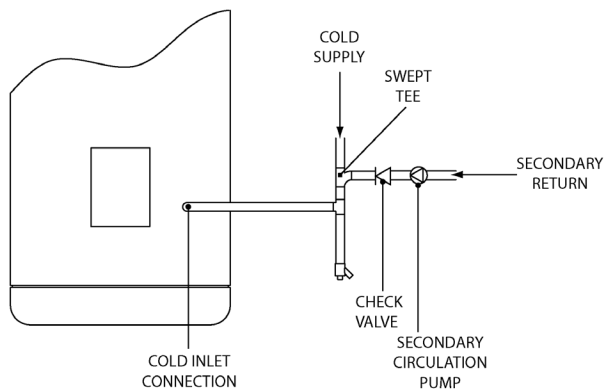 COLD
SUPPLY
SWEPT
TEE
SECONDARY
RETURN
CHECK
VALVE
SECONDARY
CIRCULATION
PUMP
COLD INLET
CONNECTION